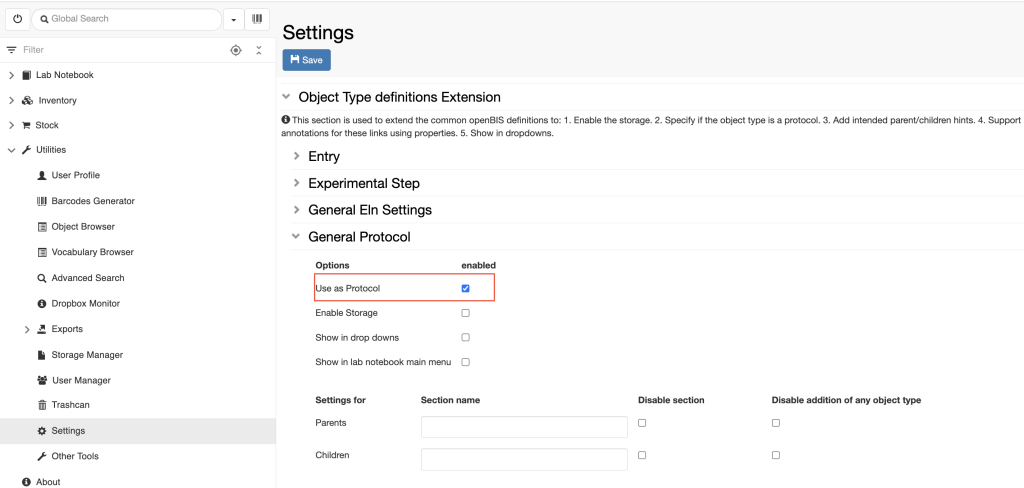 Global Search
Filter
Lab Notebook
Inventory
Stock
Utilities
User Profile
Barcodes Generator
Object Browser
Vocabulary Browser
Advanced Search
Dropbox Monitor
Exports
Storage Manager
User Manager
Trashcan
Settings
Other Tools
About
Settings
Save
Object Type definitions Extension
This section is used to extend the common openBIS definitions to: 1. Enable the storage. 2. Specify if the object type is a protocol. 3. Add intended parent/children hints. 4. Support
annotations for these links using properties. 5. Show in dropdowns.
Entry
Experimental Step
General Eln Settings
General Protocol
Options enabled
Use as Protocol
Enable Storage
Show in drop downs
Show in lab notebook main menu
Settings for Section name Disable section Disable addition of any object type
Parents
Children